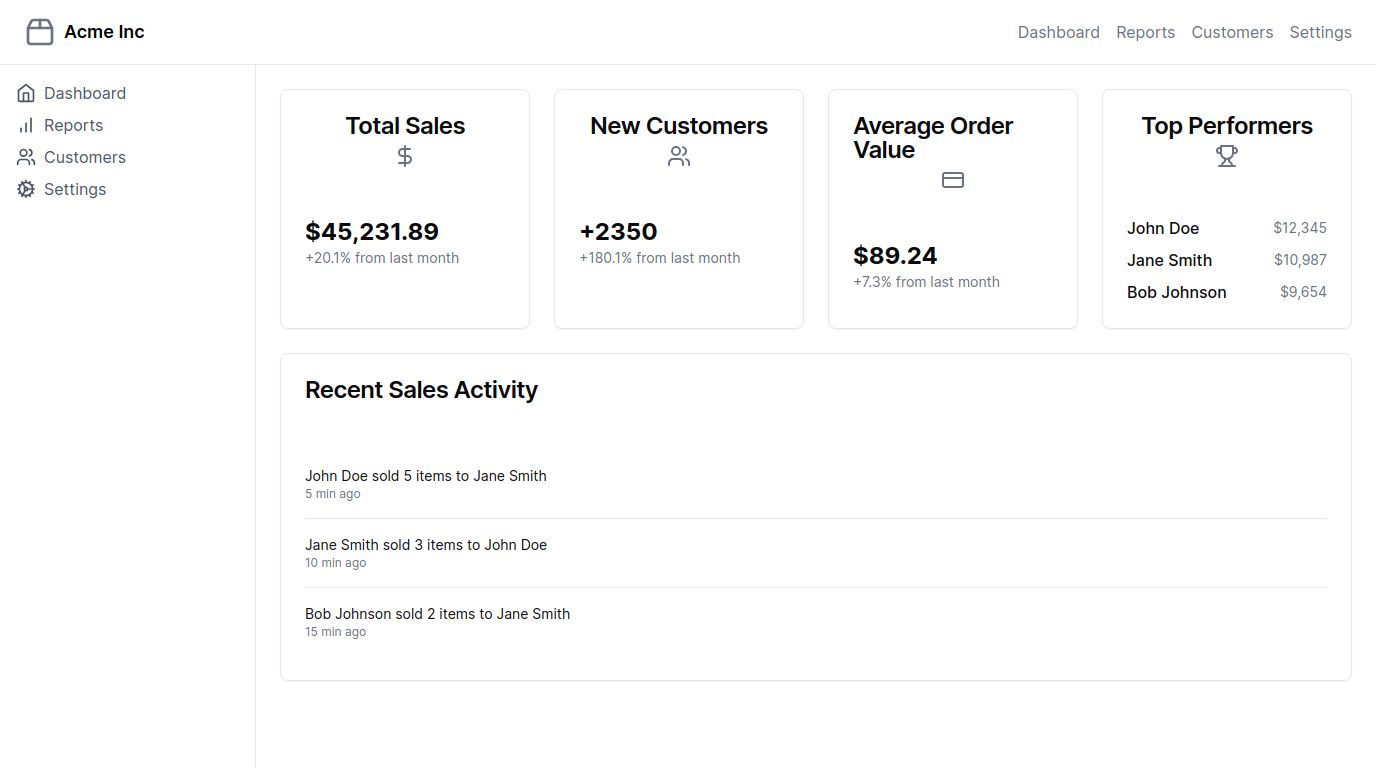 Acme Inc
Dashboard Reports Customers Settings
Dashboard
Reports
Customers
Settings
Total Sales
$45,231.89
+20.1% from last month
New Customers
+2350
+180.1% from last month
Average Order
Value
$89.24
+7.3% from last month
Top Performers
John Doe $12,345
Jane Smith $10,987
Bob Johnson $9,654
Recent Sales Activity
John Doe sold 5 items to Jane Smith
5 min ago
Jane Smith sold 3 items to John Doe
10 min ago
Bob Johnson sold 2 items to Jane Smith
15 min ago